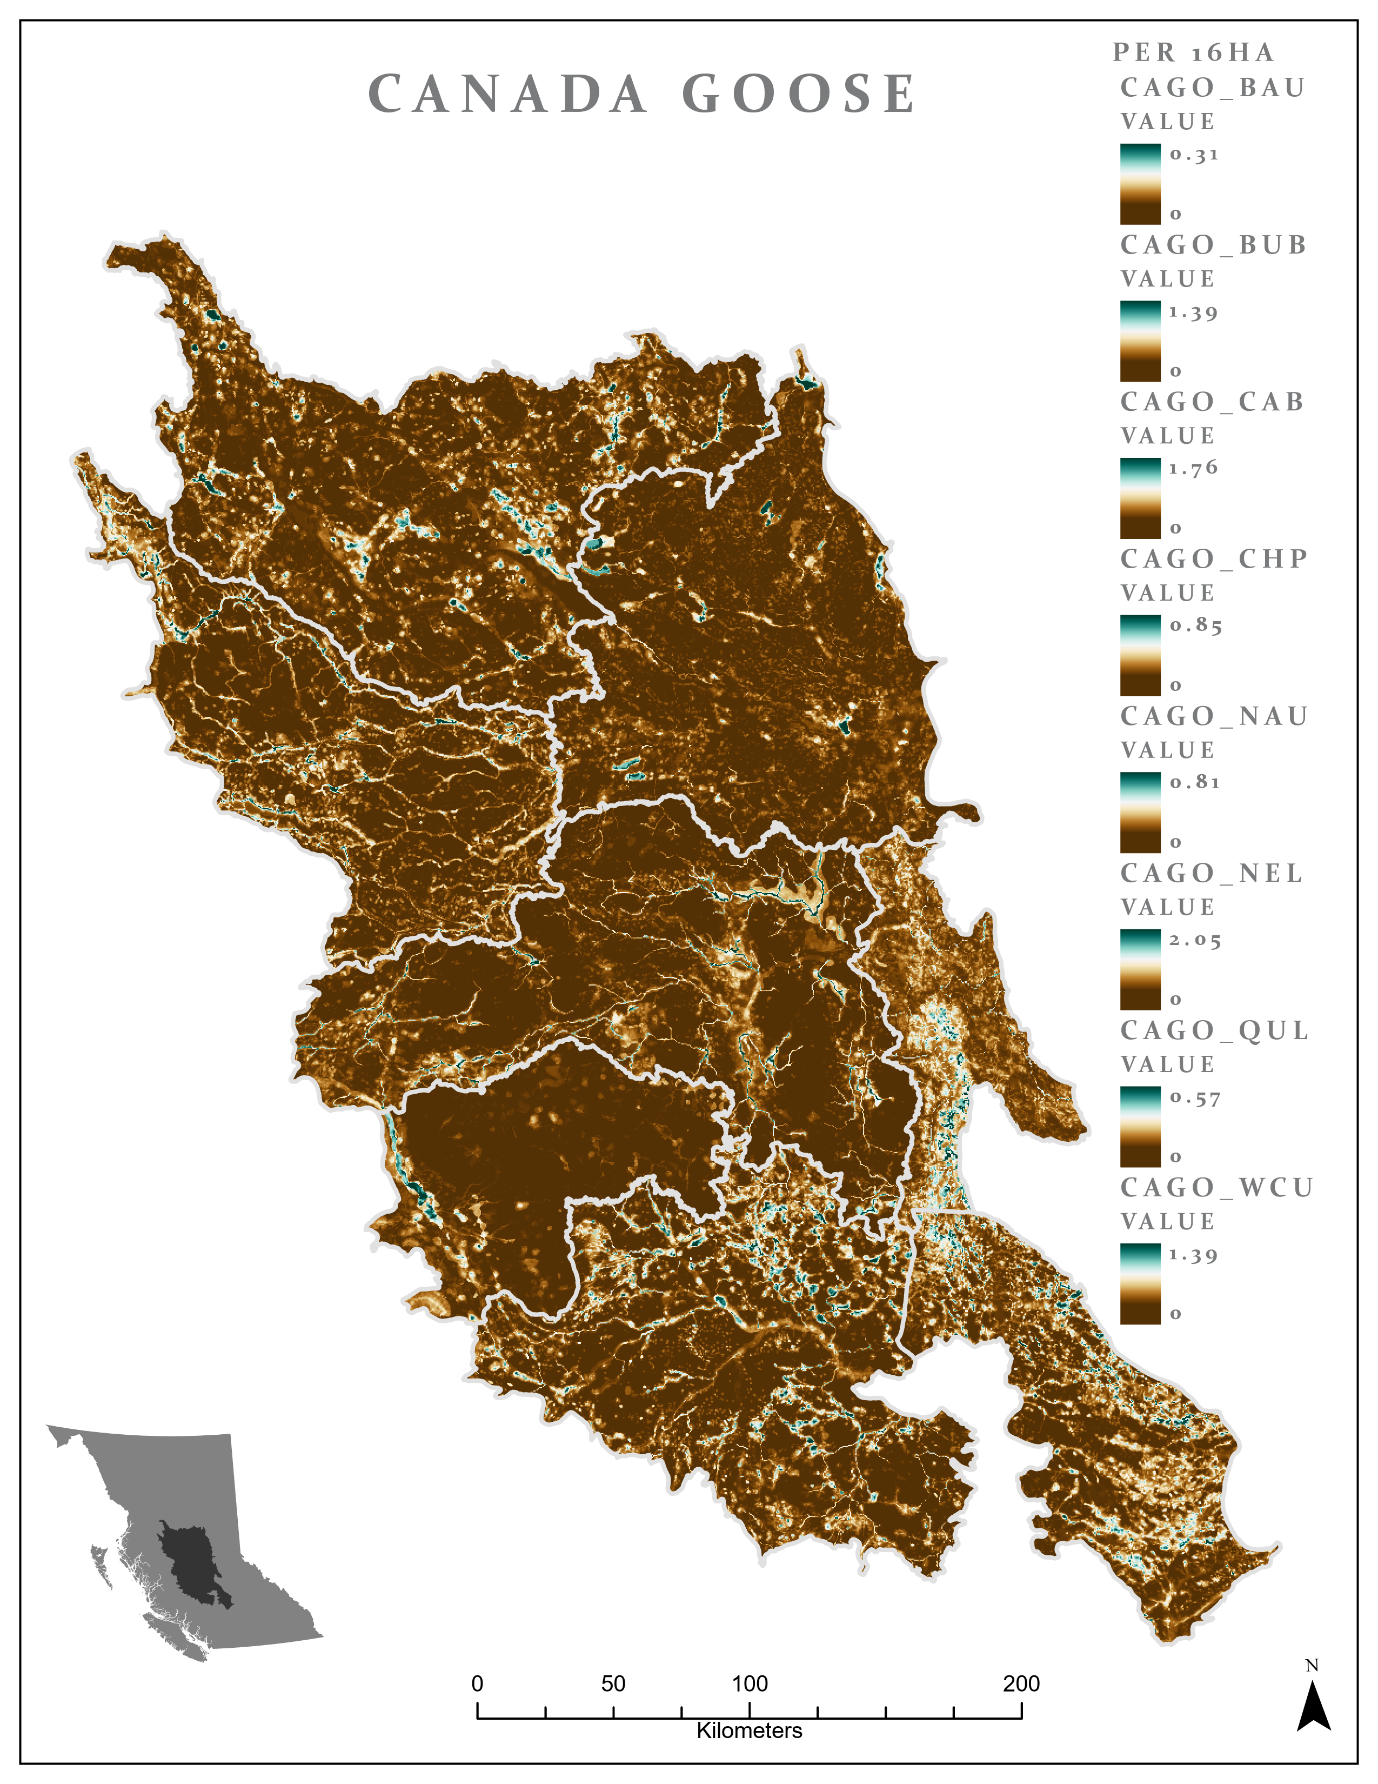 CANADA GOOSE
PER 16HA
CAGO_BAU
VALUE
0.31
0
CAGO_BUB
VALUE
1.39
0
CAGO_CAB
VALUE
1.76
0
CAGO_CHP
VALUE
0.85
0
CAGO_NAU
VALUE
0.81
0
CAGO_NEL
VALUE
2.05
0
CAGO_QUL
VALUE
0.57
0
CAGO_WCU
VALUE
1.39
0
N
0 50 100 200
Kilometers